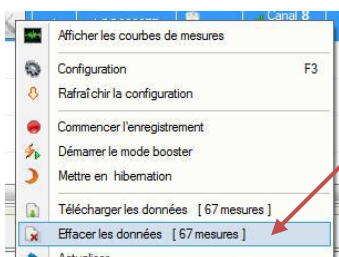 Canal 8
Afficher les courbes de mesures
Configuration F3
Rafraîchir la configuration
Commencer l'enregistrement
Démarrer le mode booster
Mettre en hibernation
Télécharger les données [ 67 mesures ]
Effacer les données [ 67 mesures ]
Actualiser